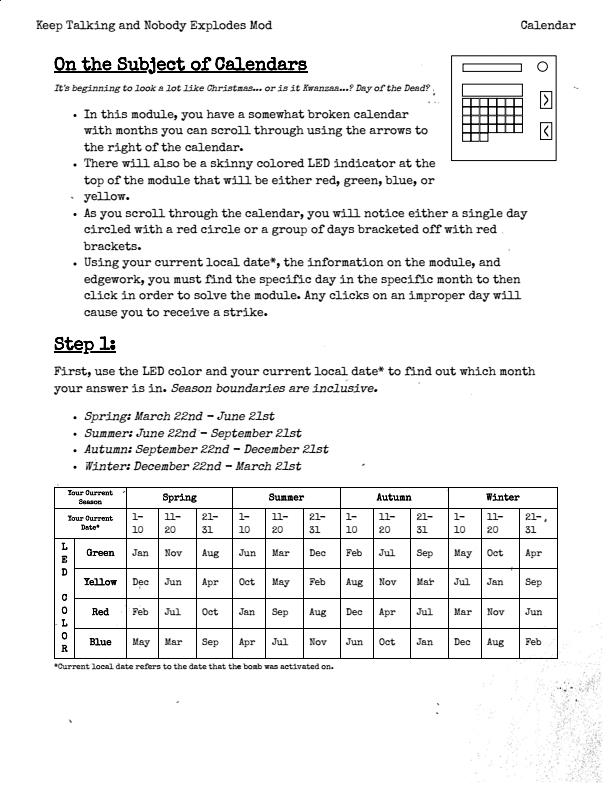 Keep Talking and Nobody Explodes Mod Calendar
On the Subject of Calendars
It's beginning to look a lot like Christmas... or is it Kwanzaa...? Day of the Dead?
• In this module, you have a somewhat broken calendar
with months you can scroll through using the arrows to
the right of the calendar.
• There will also be a skinny colored LED indicator at the
top of the module that will be either red, green, blue, or
yellow.
• As you scroll through the calendar, you will notice either a single day
circled with a red circle or a group of days bracketed off with red
brackets.
• Using your current local date*, the information on the module, and
edgework, you must find the specific day in the specific month to then
click in order to solve the module. Any clicks on an improper day will
cause you to receive a strike.
Step 1:
First, use the LED color and your current local date* to find out which month
your answer is in. Season boundaries are inclusive.
• Spring: March 22nd - June 21st
• Summer: June 22nd - September 21st
• Autumn: September 22nd - December 21st
• Winter: December 22nd - March 21st
Your Current Season Spring Summer Autumn Winter
Your Current Date* 1-10 11-20 21-31 1-10 11-20 21-31 1-10 11-20 21-31 1-10 11-20 21-31
LED COLOR
Green Jan Nov Aug Jun Mar Dec Feb Jul Sep May Oct Apr
Yellow Dec Jun Apr Oct May Feb Aug Nov Mar Jul Jan Sep
Red Feb Jul Oct Jan Sep Aug Dec Apr Jul Mar Nov Jun
Blue May Mar Sep Apr Jul Nov Jun Oct Jan Dec Aug Feb
*Current local date refers to the date that the bomb was activated on.